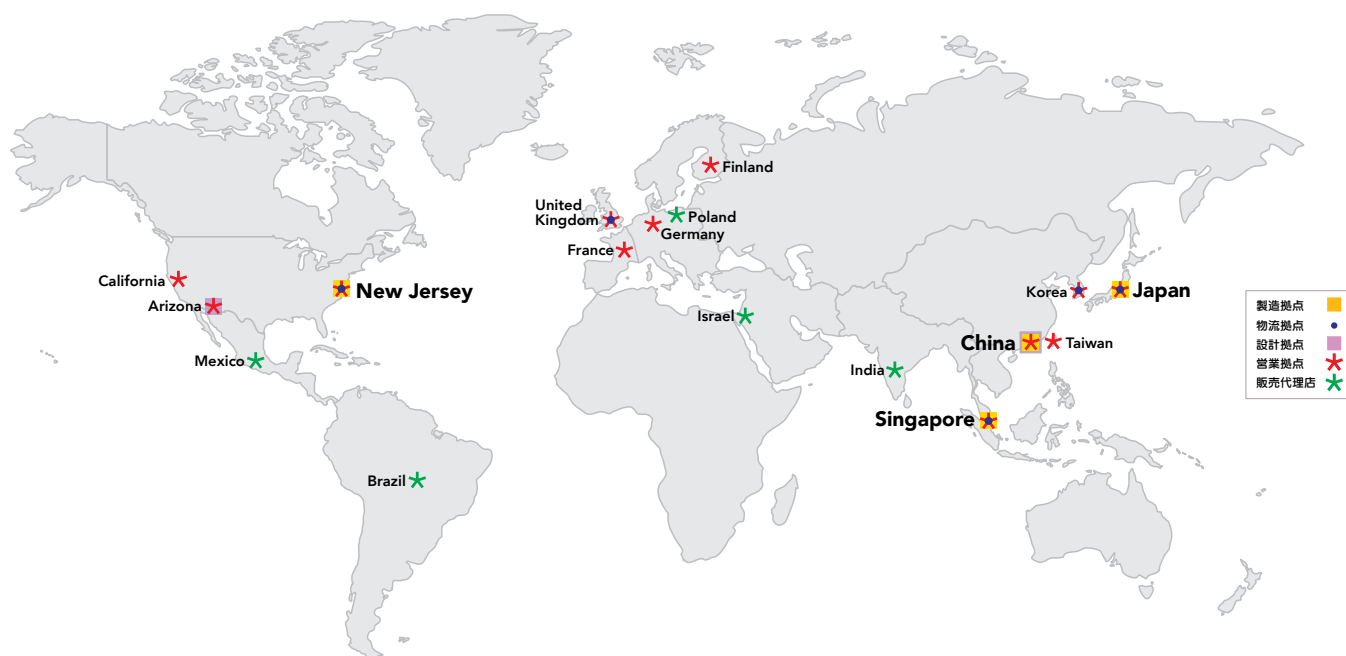 Finland
United
Kingdom
Poland
Germany
France
California
New Jersey
Arizona
Korea
Japan
Israel
China
Taiwan
Mexico
India
Singapore
Brazil
製造拠点
物流拠点
設計拠点
営業拠点
販売代理店